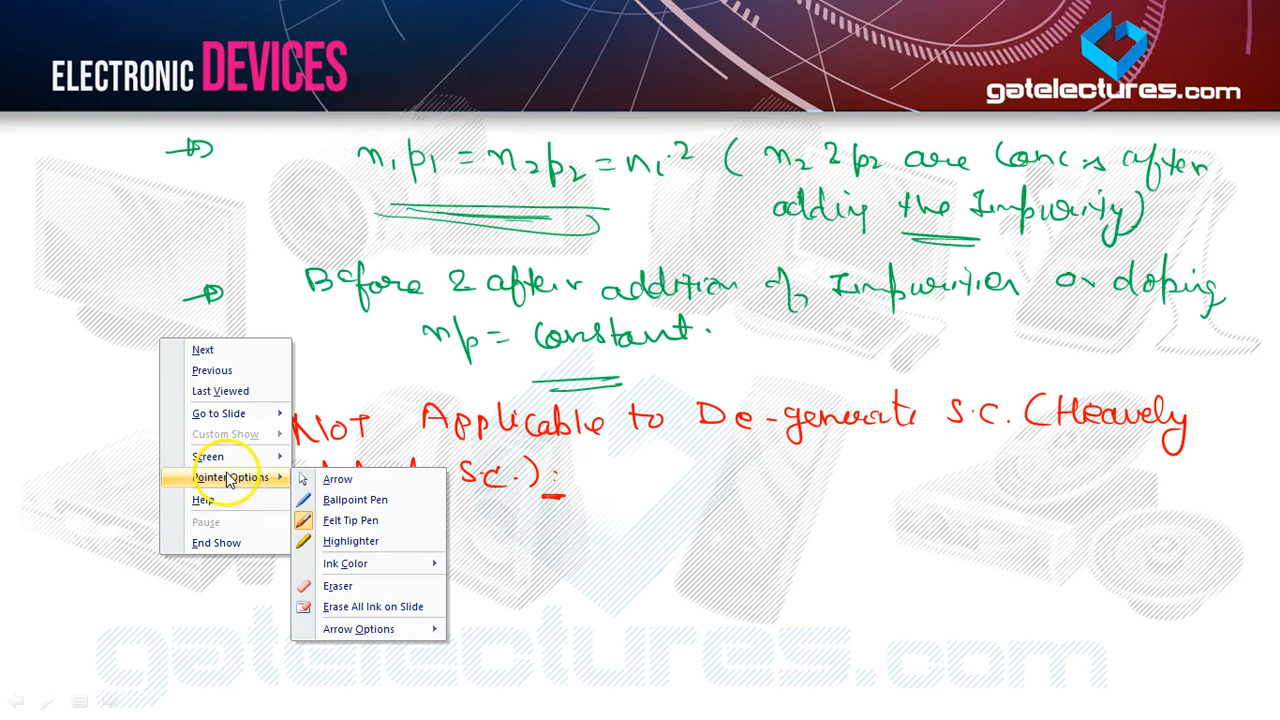 ELECTRONIC DEVICES
gatelectures.com
n₁p₁ = n₂p₂ = nᵢ² ( n₂ & p₂ are Conc.s after
adding the Impurity)
Before & after addition of Impurities or doping
np = constant.
NOT Applicable to De-generate S.C. (Heavely
S.C.) :
Next
Previous
Last Viewed
Go to Slide
Custom Show
Screen
Pointer Options
Help
Pause
End Show
Arrow
Ballpoint Pen
Felt Tip Pen
Highlighter
Ink Color
Eraser
Erase All Ink on Slide
Arrow Options
gatelectures.com